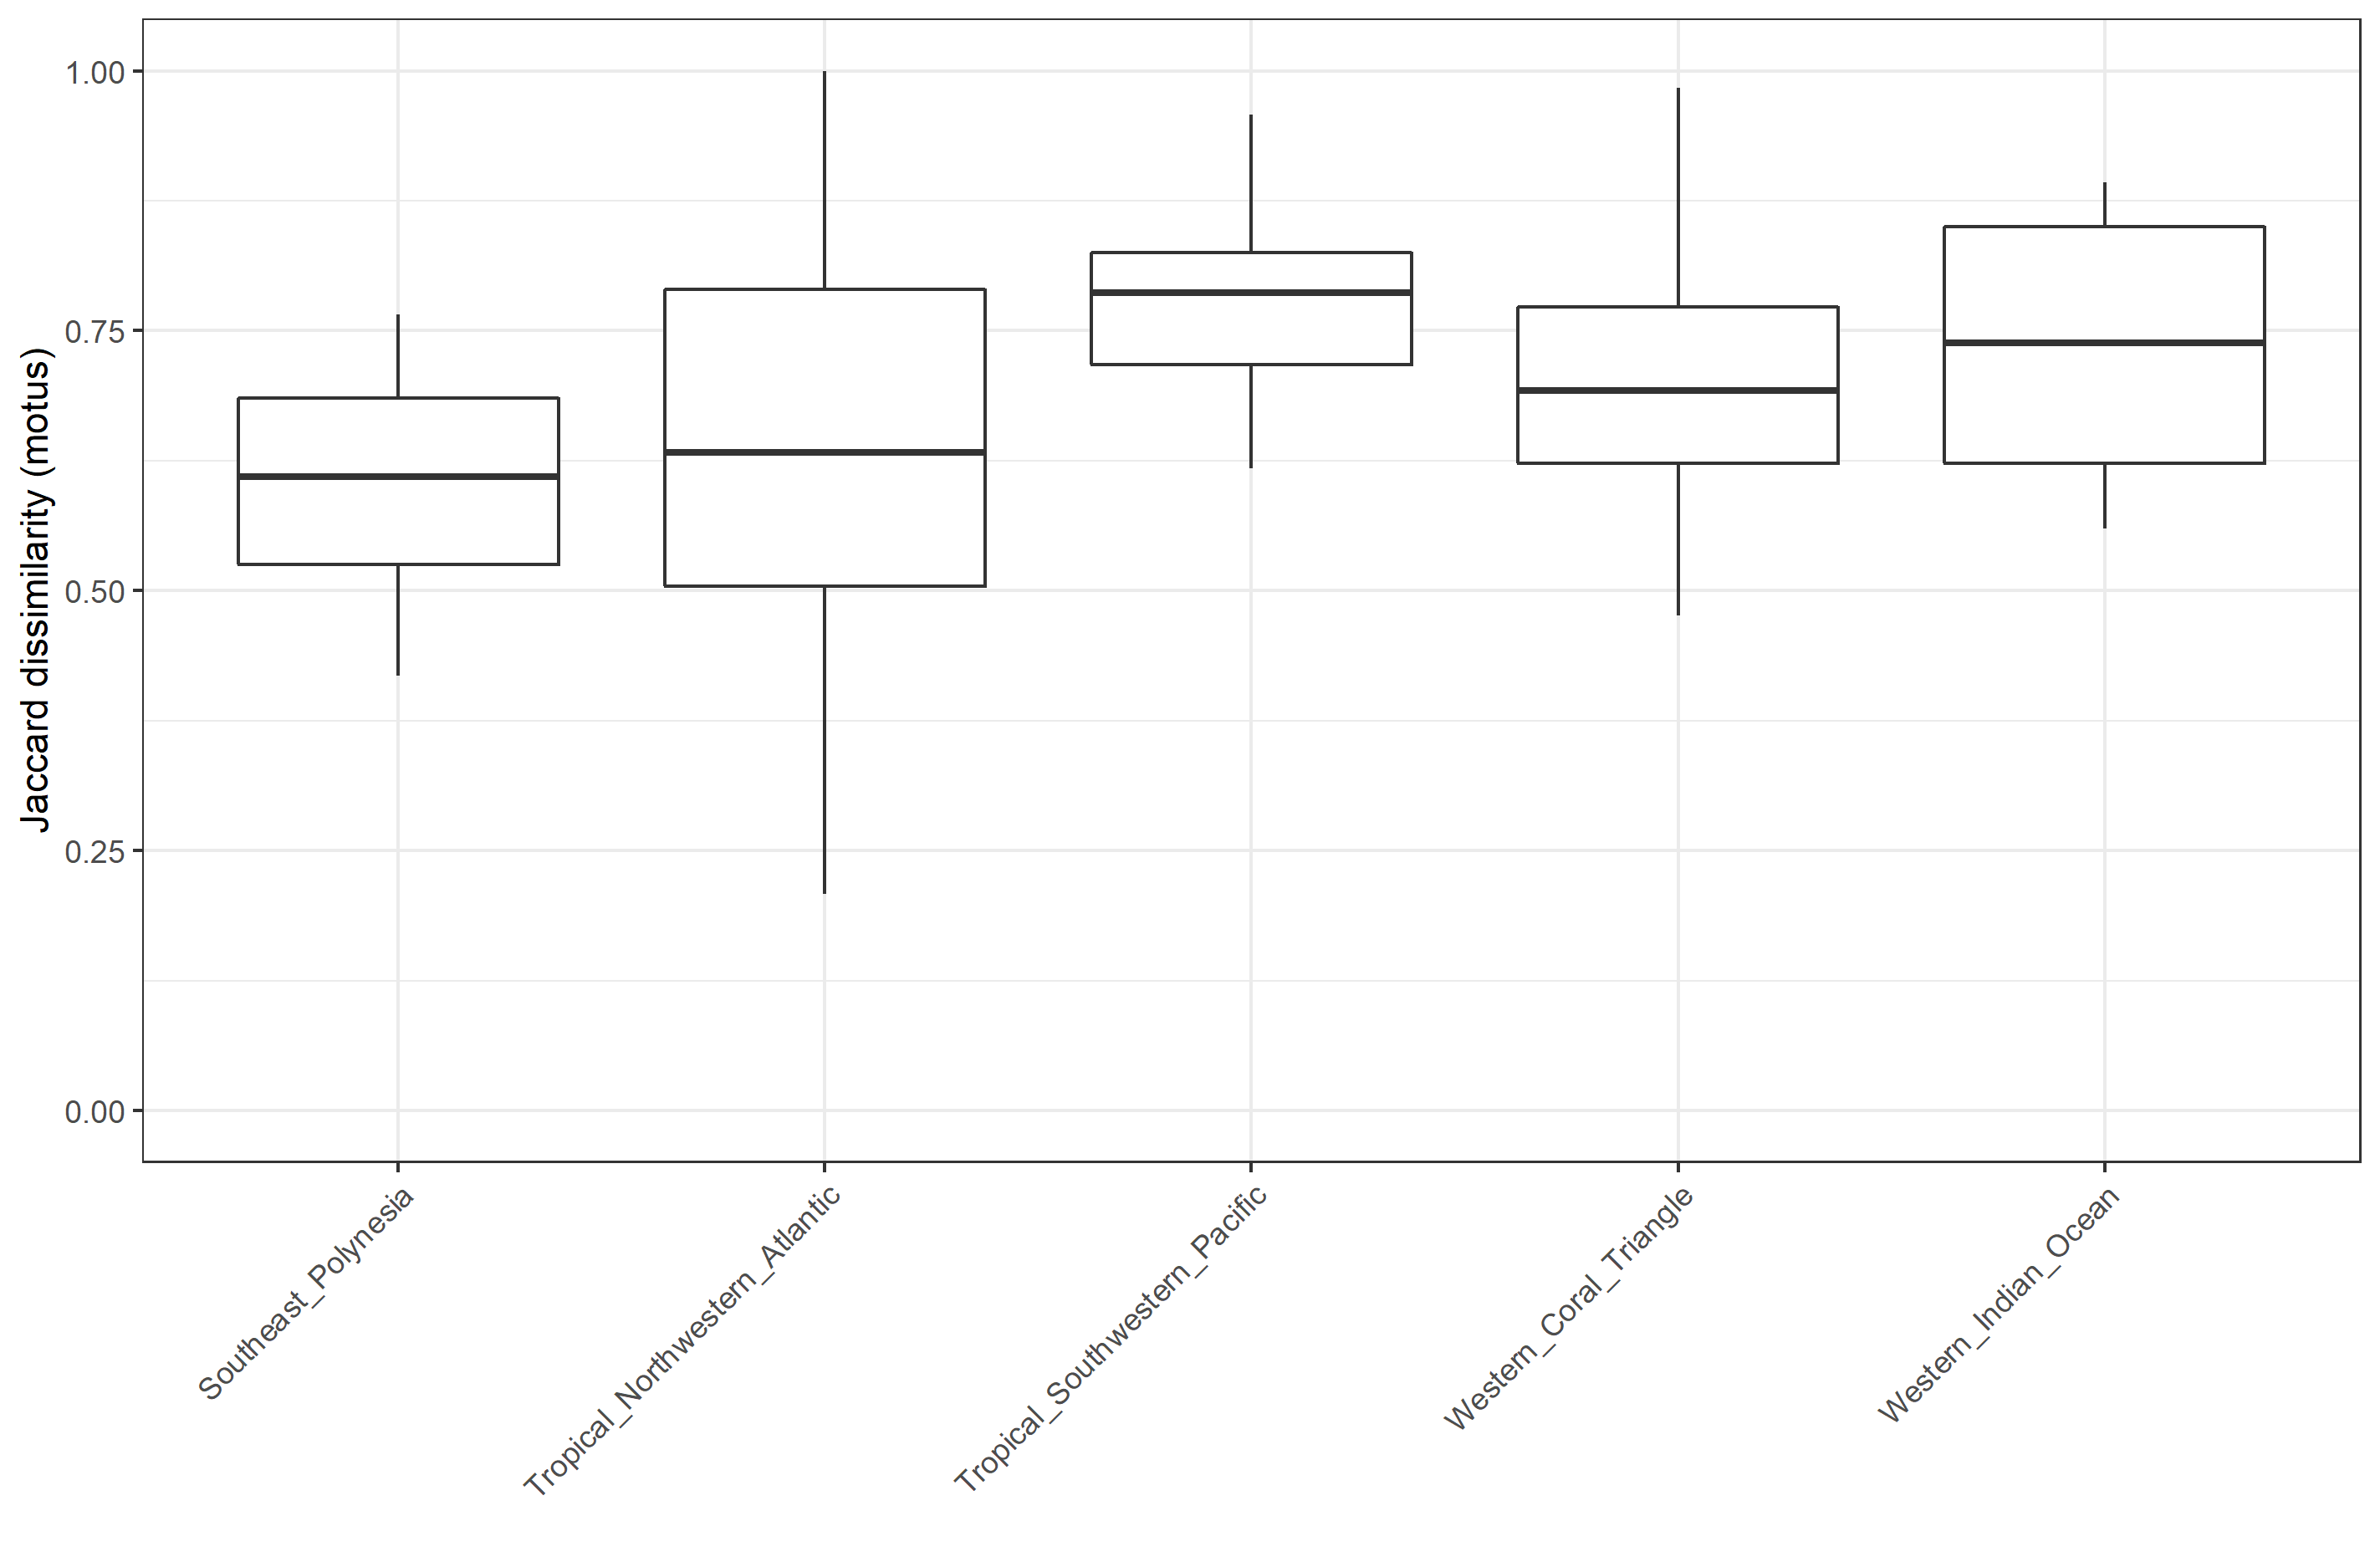 Jaccard dissimilarity (motus)
1.00
0.75
0.50
0.25
0.00
Southeast_Polynesia
Tropical_Northwestern_Atlantic
Tropical_Southwestern_Pacific
Western_Coral_Triangle
Western_Indian_Ocean